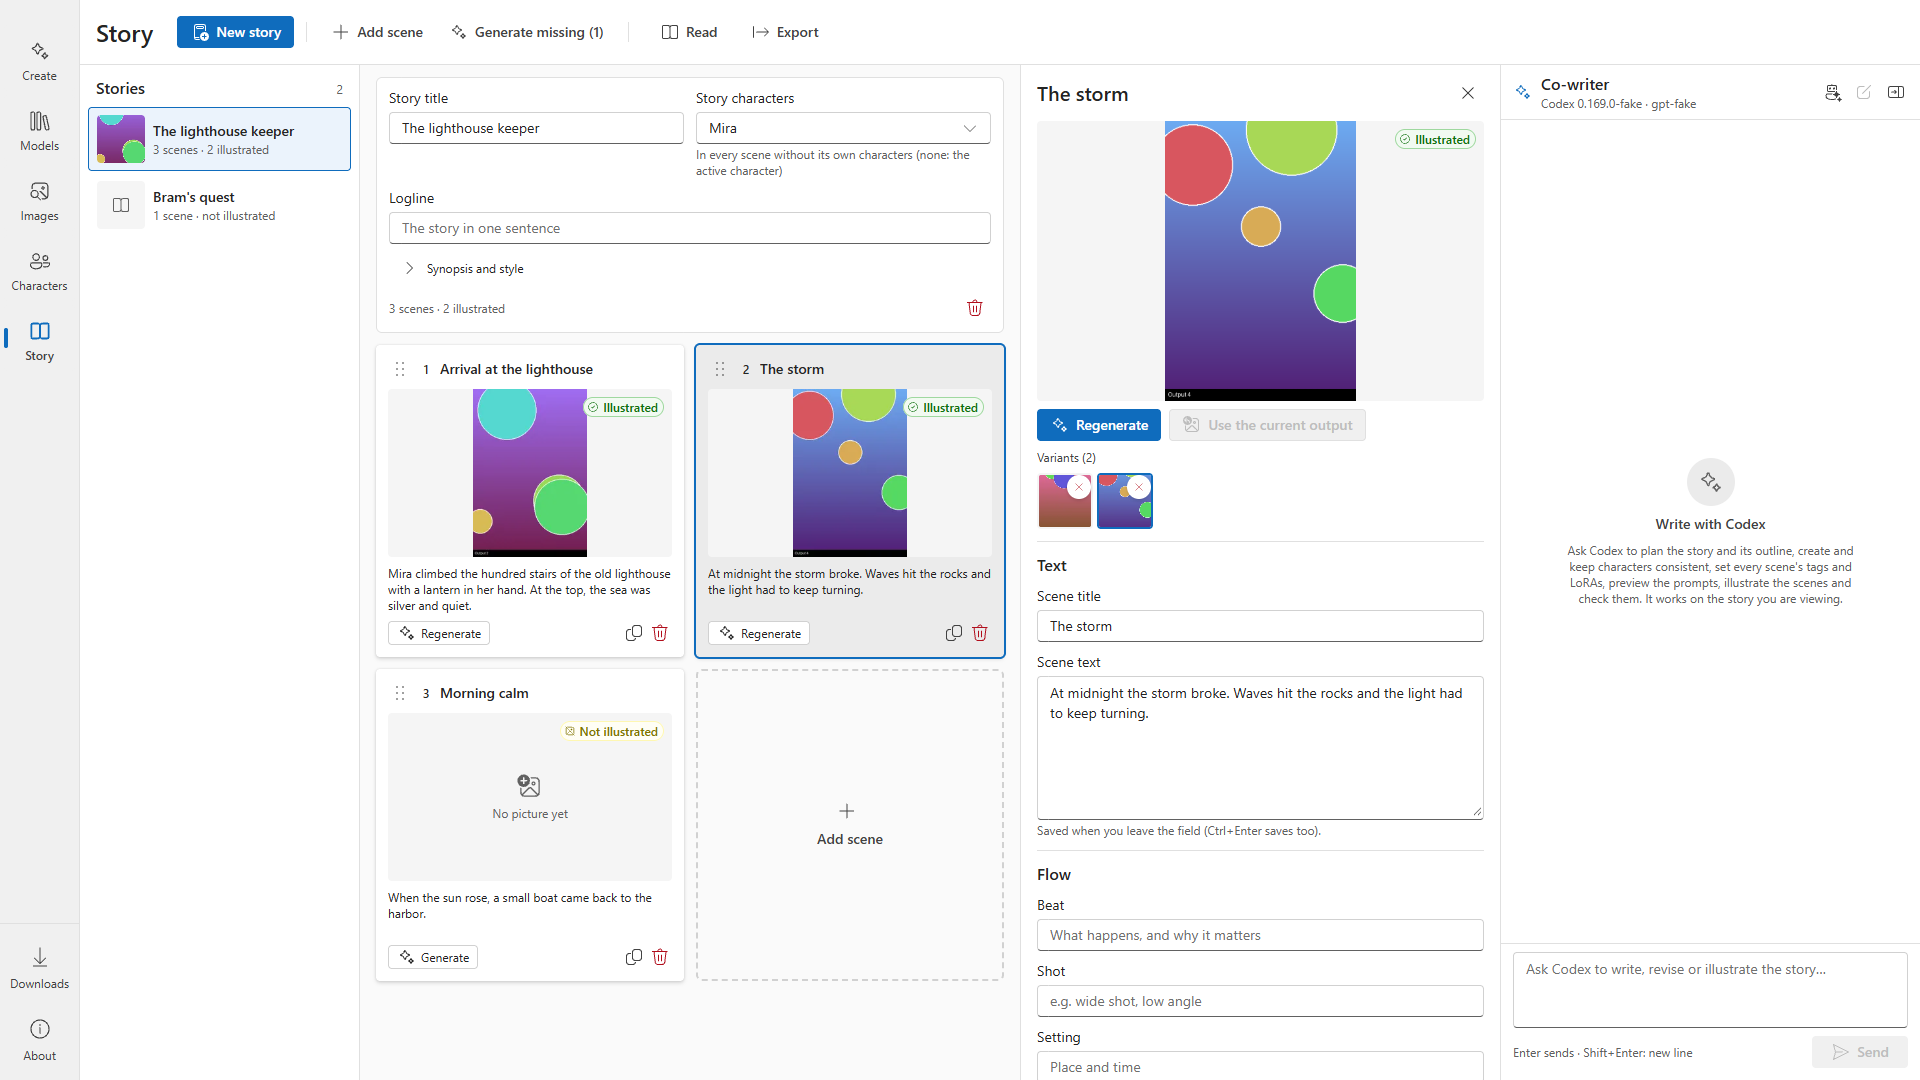 Story
New story
Add scene
Generate missing (1)
Read
Export
Create
Models
Images
Characters
Story
Downloads
About
Stories
2
The lighthouse keeper
3 scenes · 2 illustrated
Bram's quest
1 scene · not illustrated
Story title
The lighthouse keeper
Story characters
Mira
In every scene without its own characters (none: the
active character)
Logline
The story in one sentence
Synopsis and style
3 scenes · 2 illustrated
1 Arrival at the lighthouse
Illustrated
Mira climbed the hundred stairs of the old lighthouse
with a lantern in her hand. At the top, the sea was
silver and quiet.
Regenerate
2 The storm
Illustrated
Output 4
At midnight the storm broke. Waves hit the rocks and
the light had to keep turning.
Regenerate
3 Morning calm
Not illustrated
No picture yet
When the sun rose, a small boat came back to the
harbor.
Generate
Add scene
The storm
Illustrated
Output 4
Regenerate
Use the current output
Variants (2)
Text
Scene title
The storm
Scene text
At midnight the storm broke. Waves hit the rocks and the light had
to keep turning.
Saved when you leave the field (Ctrl+Enter saves too).
Flow
Beat
What happens, and why it matters
Shot
e.g. wide shot, low angle
Setting
Place and time
Co-writer
Codex 0.169.0-fake · gpt-fake
Write with Codex
Ask Codex to plan the story and its outline, create and
keep characters consistent, set every scene's tags and
LoRAs, preview the prompts, illustrate the scenes and
check them. It works on the story you are viewing.
Ask Codex to write, revise or illustrate the story...
Enter sends · Shift+Enter: new line
Send